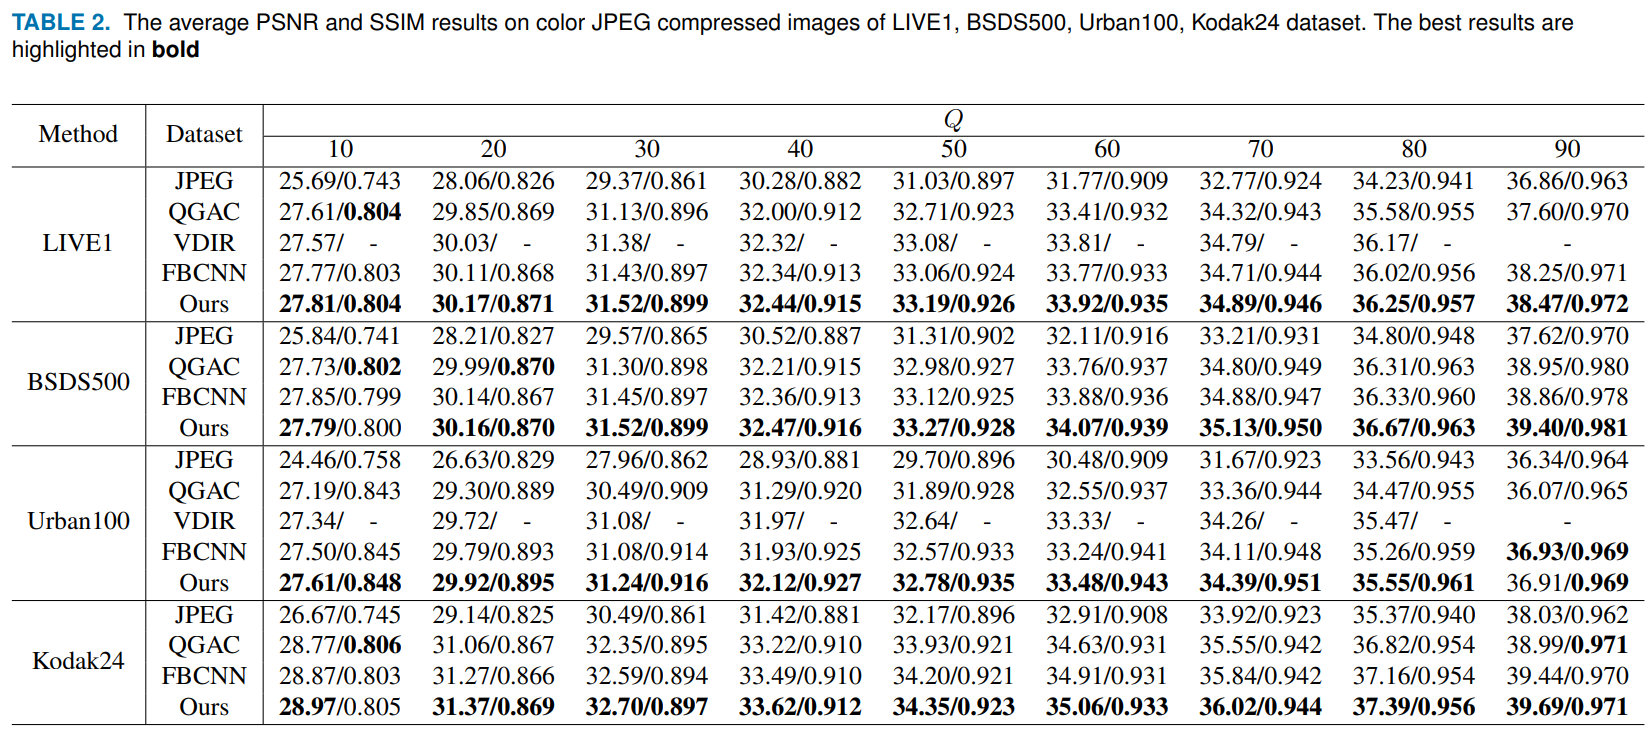 TABLE 2. The average PSNR and SSIM results on color JPEG compressed images of LIVE1, BSDS500, Urban100, Kodak24 dataset. The best results are
highlighted in bold
Method Dataset Q
10 20 30 40 50 60 70 80 90
LIVE1
JPEG 25.69/0.743 28.06/0.826 29.37/0.861 30.28/0.882 31.03/0.897 31.77/0.909 32.77/0.924 34.23/0.941 36.86/0.963
QGAC 27.61/0.804 29.85/0.869 31.13/0.896 32.00/0.912 32.71/0.923 33.41/0.932 34.32/0.943 35.58/0.955 37.60/0.970
VDIR 27.57/ - 30.03/ - 31.38/ - 32.32/ - 33.08/ - 33.81/ - 34.79/ - 36.17/ - -
FBCNN 27.77/0.803 30.11/0.868 31.43/0.897 32.34/0.913 33.06/0.924 33.77/0.933 34.71/0.944 36.02/0.956 38.25/0.971
Ours 27.81/0.804 30.17/0.871 31.52/0.899 32.44/0.915 33.19/0.926 33.92/0.935 34.89/0.946 36.25/0.957 38.47/0.972
BSDS500
JPEG 25.84/0.741 28.21/0.827 29.57/0.865 30.52/0.887 31.31/0.902 32.11/0.916 33.21/0.931 34.80/0.948 37.62/0.970
QGAC 27.73/0.802 29.99/0.870 31.30/0.898 32.21/0.915 32.98/0.927 33.76/0.937 34.80/0.949 36.31/0.963 38.95/0.980
FBCNN 27.85/0.799 30.14/0.867 31.45/0.897 32.36/0.913 33.12/0.925 33.88/0.936 34.88/0.947 36.33/0.960 38.86/0.978
Ours 27.79/0.800 30.16/0.870 31.52/0.899 32.47/0.916 33.27/0.928 34.07/0.939 35.13/0.950 36.67/0.963 39.40/0.981
Urban100
JPEG 24.46/0.758 26.63/0.829 27.96/0.862 28.93/0.881 29.70/0.896 30.48/0.909 31.67/0.923 33.56/0.943 36.34/0.964
QGAC 27.19/0.843 29.30/0.889 30.49/0.909 31.29/0.920 31.89/0.928 32.55/0.937 33.36/0.944 34.47/0.955 36.07/0.965
VDIR 27.34/ - 29.72/ - 31.08/ - 31.97/ - 32.64/ - 33.33/ - 34.26/ - 35.47/ - -
FBCNN 27.50/0.845 29.79/0.893 31.08/0.914 31.93/0.925 32.57/0.933 33.24/0.941 34.11/0.948 35.26/0.959 36.93/0.969
Ours 27.61/0.848 29.92/0.895 31.24/0.916 32.12/0.927 32.78/0.935 33.48/0.943 34.39/0.951 35.55/0.961 36.91/0.969
Kodak24
JPEG 26.67/0.745 29.14/0.825 30.49/0.861 31.42/0.881 32.17/0.896 32.91/0.908 33.92/0.923 35.37/0.940 38.03/0.962
QGAC 28.77/0.806 31.06/0.867 32.35/0.895 33.22/0.910 33.93/0.921 34.63/0.931 35.55/0.942 36.82/0.954 38.99/0.971
FBCNN 28.87/0.803 31.27/0.866 32.59/0.894 33.49/0.910 34.20/0.921 34.91/0.931 35.84/0.942 37.16/0.954 39.44/0.970
Ours 28.97/0.805 31.37/0.869 32.70/0.897 33.62/0.912 34.35/0.923 35.06/0.933 36.02/0.944 37.39/0.956 39.69/0.971